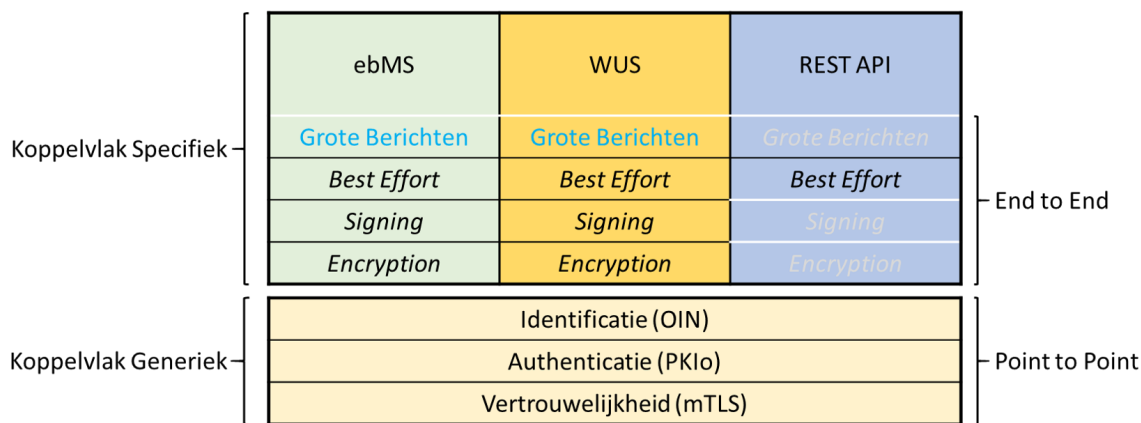 ebMS WUS REST API
Koppelvlak Specifiek
Grote Berichten Grote Berichten Grote Berichten
Best Effort Best Effort Best Effort
End to End
Signing Signing Signing
Encryption Encryption Encryption
Identificatie (OIN)
Koppelvlak Generiek
Authenticatie (PKIo)
Point to Point
Vertrouwelijkheid (mTLS)